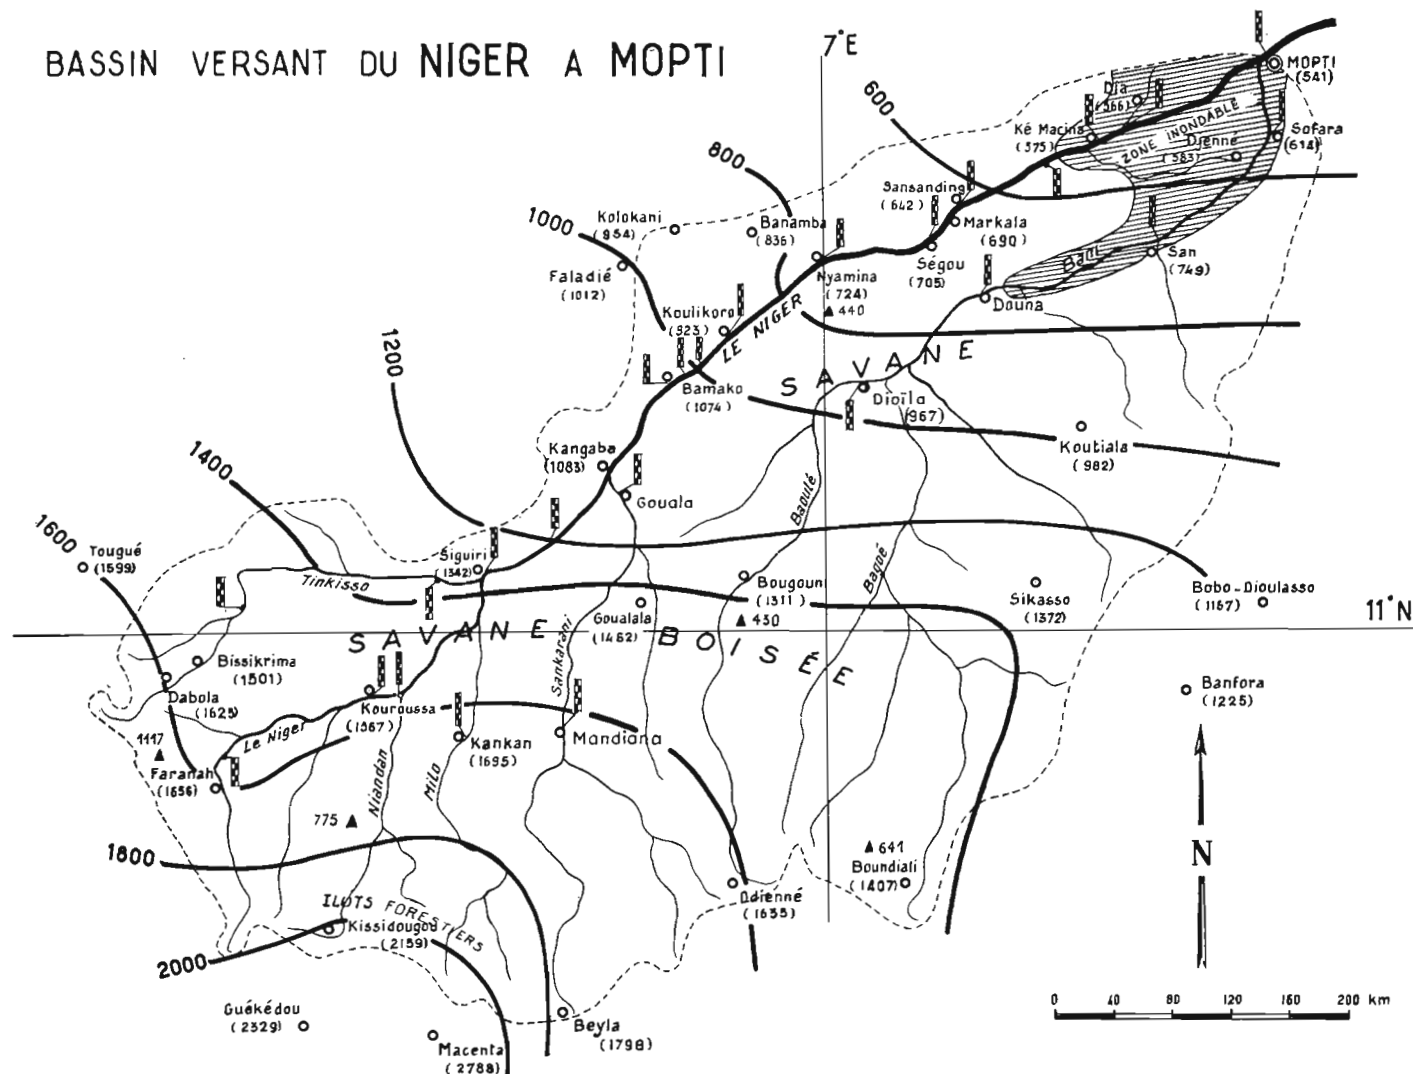 BASSIN VERSANT DU NIGER A MOPTI
7°E
MOPTI
(541)
600
Dia
(566)
Ké Macina
(575)
ZONE INONDABLE
Djenné
(583)
Sofara
(614)
800
Sansanding
(642)
Markala
(690)
1000
Kolokani
(954)
Banamba
(836)
Ségou
(705)
Bani
San
(749)
Faladié
(1012)
Nyamina
(724)
440
Douna
Koulikoro
(923)
LE NIGER
1200
SAVANE
Bamako
(1074)
Dioïla
(967)
Koutiala
(982)
1400
Kangaba
(1083)
Gouala
Baoulé
1600
Tougué
(1599)
Siguiri
(1342)
Tinkisso
Bagoé
Bougouni
(1311)
430
Goualala
(1462)
Sikasso
(1372)
Bobo-Dioulasso
(1167)
11°N
SAVANE BOISÉE
Bissikrima
(1501)
Dabola
(1625)
Sankarani
Banfora
(1225)
Kouroussa
(1567)
Le Niger
1117
Faranah
(1656)
Kankan
(1695)
Mandiana
Niandan
Milo
775
1800
641
Boundiali
(1407)
N
Odienné
(1635)
ILOTS FORESTIERS
Kissidougou
(2159)
2000
Guékédou
(2329)
Macenta
(2788)
Beyla
(1798)
0 40 80 120 160 200 km